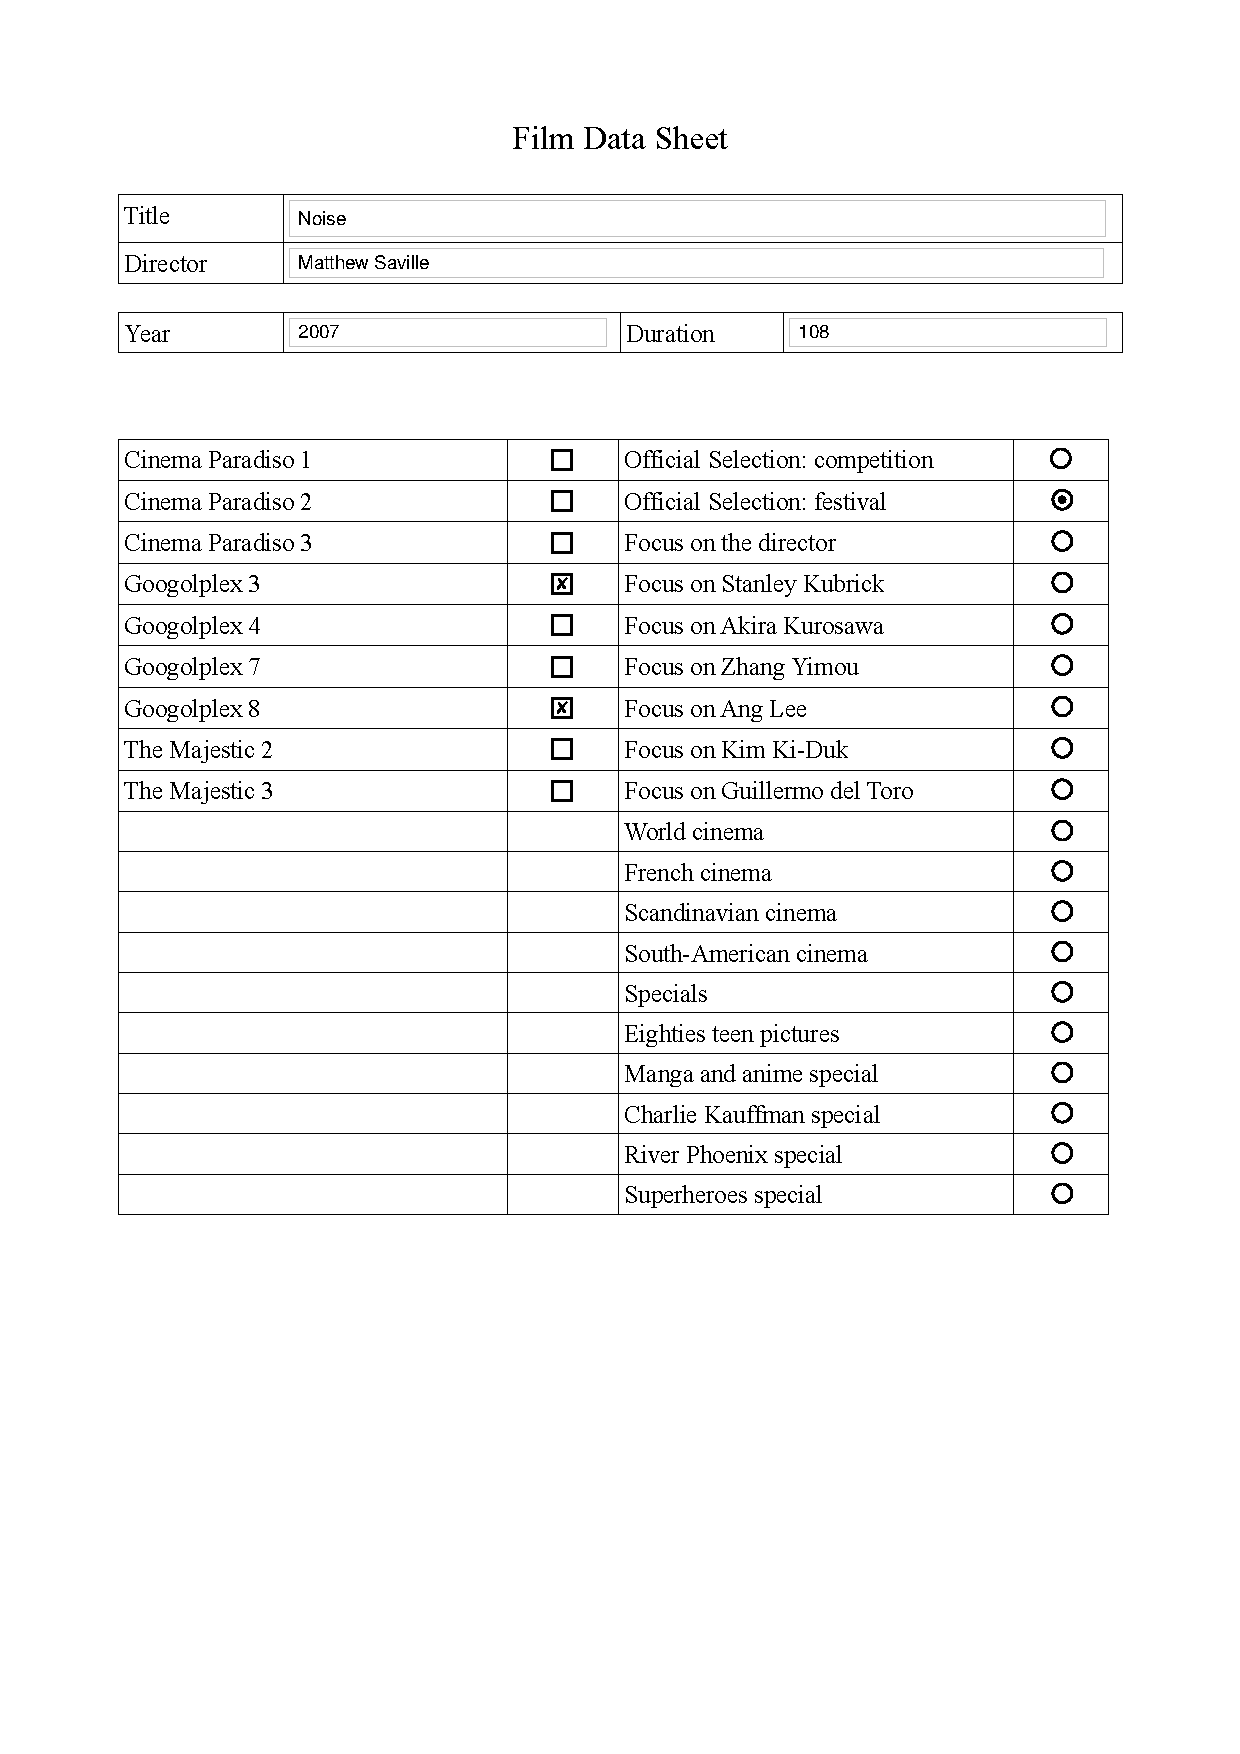 Film Data Sheet
Title Noise
Director Matthew Saville
Year 2007 Duration 108
Cinema Paradiso 1 Official Selection: competition
Cinema Paradiso 2 Official Selection: festival
Cinema Paradiso 3 Focus on the director
Googolplex 3 Focus on Stanley Kubrick
Googolplex 4 Focus on Akira Kurosawa
Googolplex 7 Focus on Zhang Yimou
Googolplex 8 Focus on Ang Lee
The Majestic 2 Focus on Kim Ki-Duk
The Majestic 3 Focus on Guillermo del Toro
World cinema
French cinema
Scandinavian cinema
South-American cinema
Specials
Eighties teen pictures
Manga and anime special
Charlie Kauffman special
River Phoenix special
Superheroes special